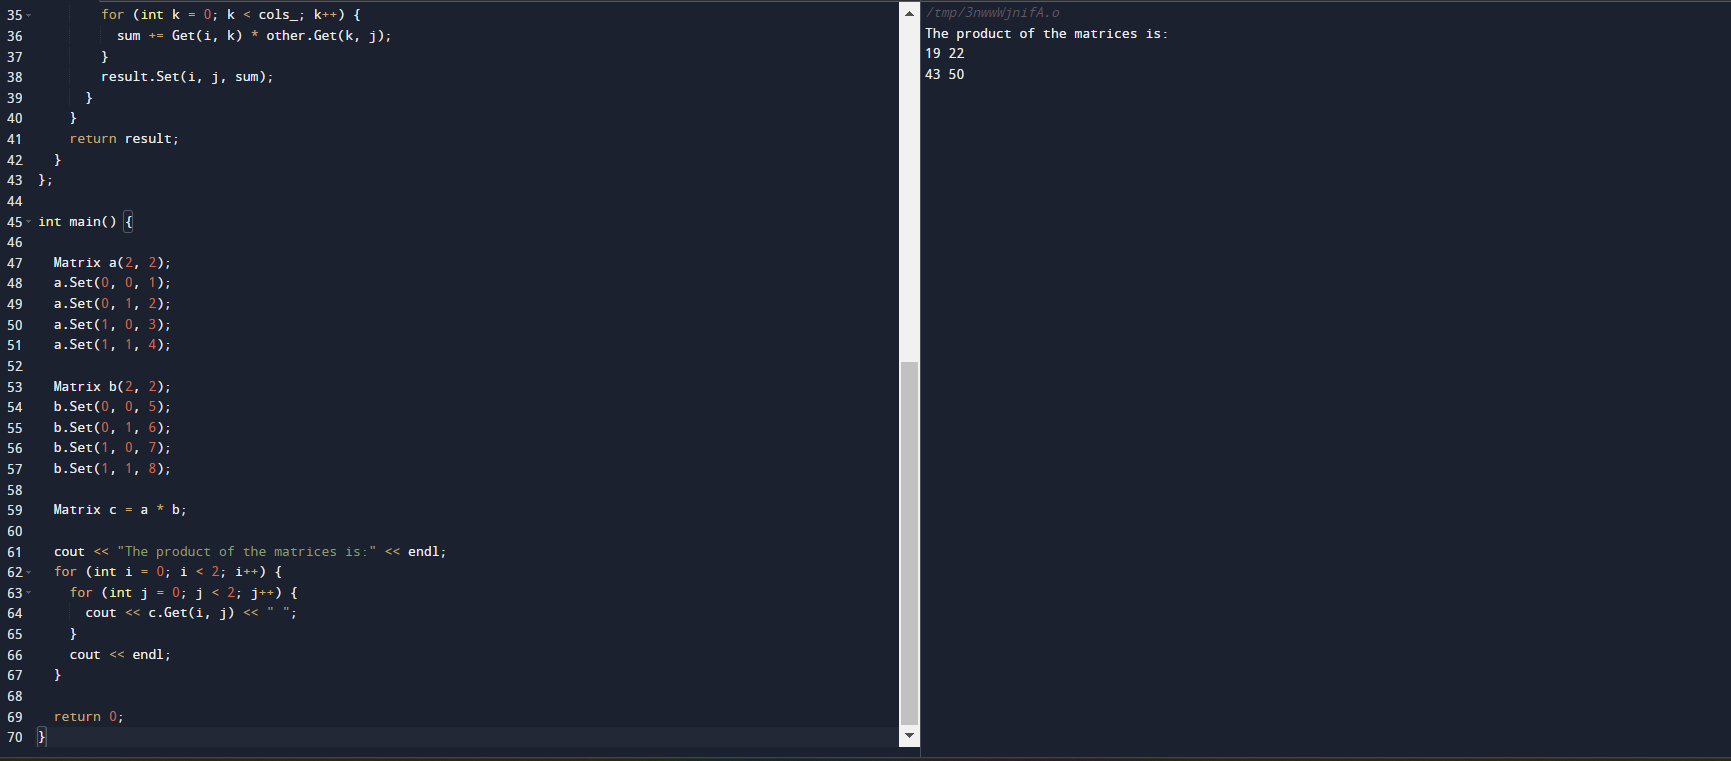 35 for (int k = 0; k < cols_; k++) {
36 sum += Get(i, k) * other.Get(k, j);
37 }
38 result.Set(i, j, sum);
39 }
40 }
41 return result;
42 }
43 };
44
45 int main() {
46
47 Matrix a(2, 2);
48 a.Set(0, 0, 1);
49 a.Set(0, 1, 2);
50 a.Set(1, 0, 3);
51 a.Set(1, 1, 4);
52
53 Matrix b(2, 2);
54 b.Set(0, 0, 5);
55 b.Set(0, 1, 6);
56 b.Set(1, 0, 7);
57 b.Set(1, 1, 8);
58
59 Matrix c = a * b;
60
61 cout << "The product of the matrices is:" << endl;
62 for (int i = 0; i < 2; i++) {
63 for (int j = 0; j < 2; j++) {
64 cout << c.Get(i, j) << " ";
65 }
66 cout << endl;
67 }
68
69 return 0;
70 }
/tmp/3nwwWjnifA.o
The product of the matrices is:
19 22
43 50